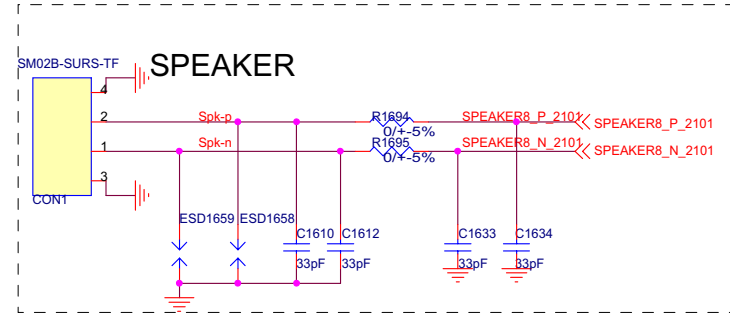 SM02B-SURS-TF
SPEAKER
4
2
Spk-p
R1694
0/+-5%
SPEAKER8_P_2101
SPEAKER8_P_2101
1
Spk-n
R1695
0/+-5%
SPEAKER8_N_2101
SPEAKER8_N_2101
3
CON1
ESD1659
ESD1658
C1610
33pF
C1612
33pF
C1633
33pF
C1634
33pF